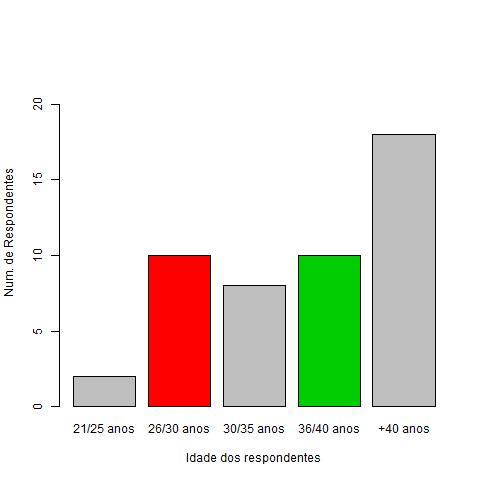 Num. de Respondentes
20
15
10
5
0
21/25 anos 26/30 anos 30/35 anos 36/40 anos +40 anos
Idade dos respondentes